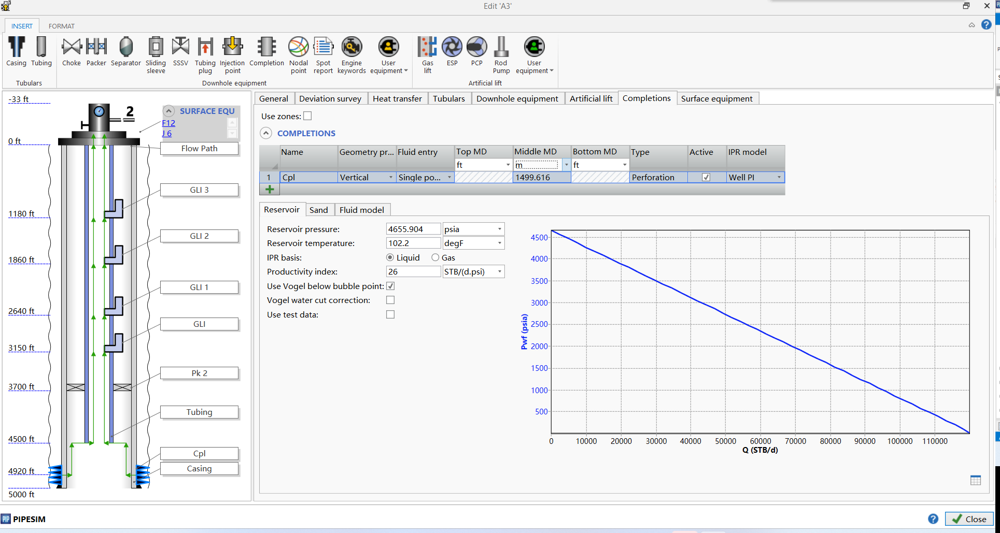 Edit 'A3'
INSERT FORMAT
Casing Tubing Choke Packer Separator Sliding sleeve SSSV Tubing plug Injection point Completion Nodal point Spot report Engine keywords User equipment Gas lift ESP PCP Rod Pump User equipment
Tubulars Downhole equipment Artificial lift
-33 ft
2
SURFACE EQU
F12
J 6
0 ft
Flow Path
GLI 3
1180 ft
GLI 2
1860 ft
GLI 1
2640 ft
GLI
3150 ft
Pk 2
3700 ft
Tubing
4500 ft
Cpl
4920 ft
Casing
5000 ft
General Deviation survey Heat transfer Tubulars Downhole equipment Artificial lift Completions Surface equipment
Use zones:
COMPLETIONS
Name Geometry pr... Fluid entry Top MD Middle MD Bottom MD Type Active IPR model
ft m ft
1 Cpl Vertical Single po... 1499.616 Perforation Well PI
Reservoir Sand Fluid model
Reservoir pressure: 4655.904 psia
Reservoir temperature: 102.2 degF
IPR basis: Liquid Gas
Productivity index: 26 STB/(d.psi)
Use Vogel below bubble point:
Vogel water cut correction:
Use test data:
Pwf (psia)
4500
4000
3500
3000
2500
2000
1500
1000
500
0 10000 20000 30000 40000 50000 60000 70000 80000 90000 100000 110000
Q (STB/d)
PIP PIPESIM
? Close